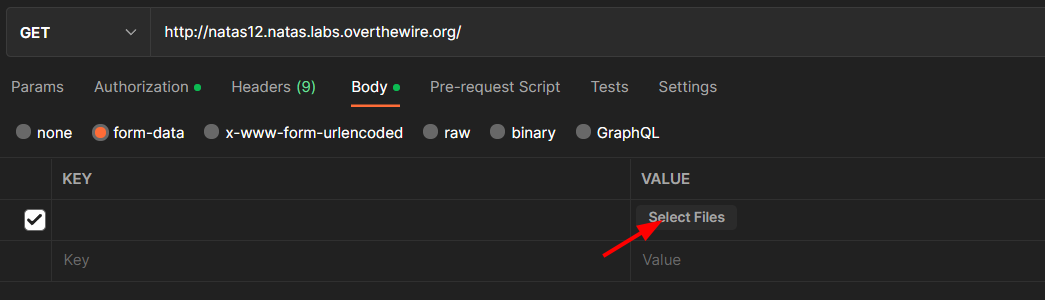 GET http://natas12.natas.labs.overthewire.org/
Params Authorization Headers (9) Body Pre-request Script Tests Settings
none form-data x-www-form-urlencoded raw binary GraphQL
KEY VALUE
Select Files
Key Value